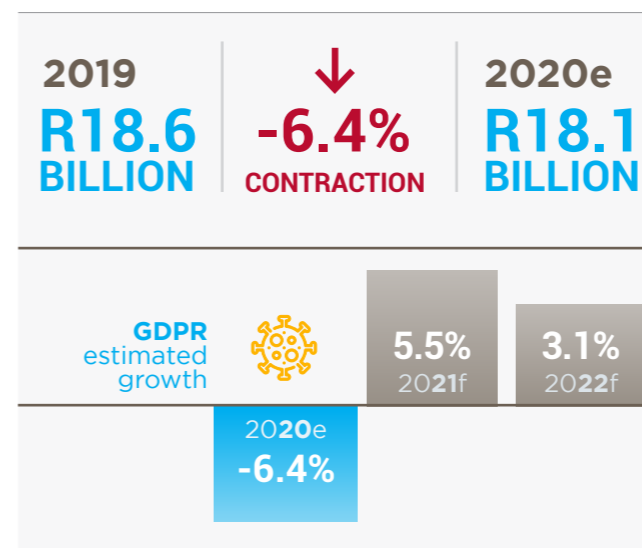 2019
R18.6
BILLION
-6.4%
CONTRACTION
2020e
R18.1
BILLION
GDPR
estimated
growth
5.5%
2021f
3.1%
2022f
2020e
-6.4%